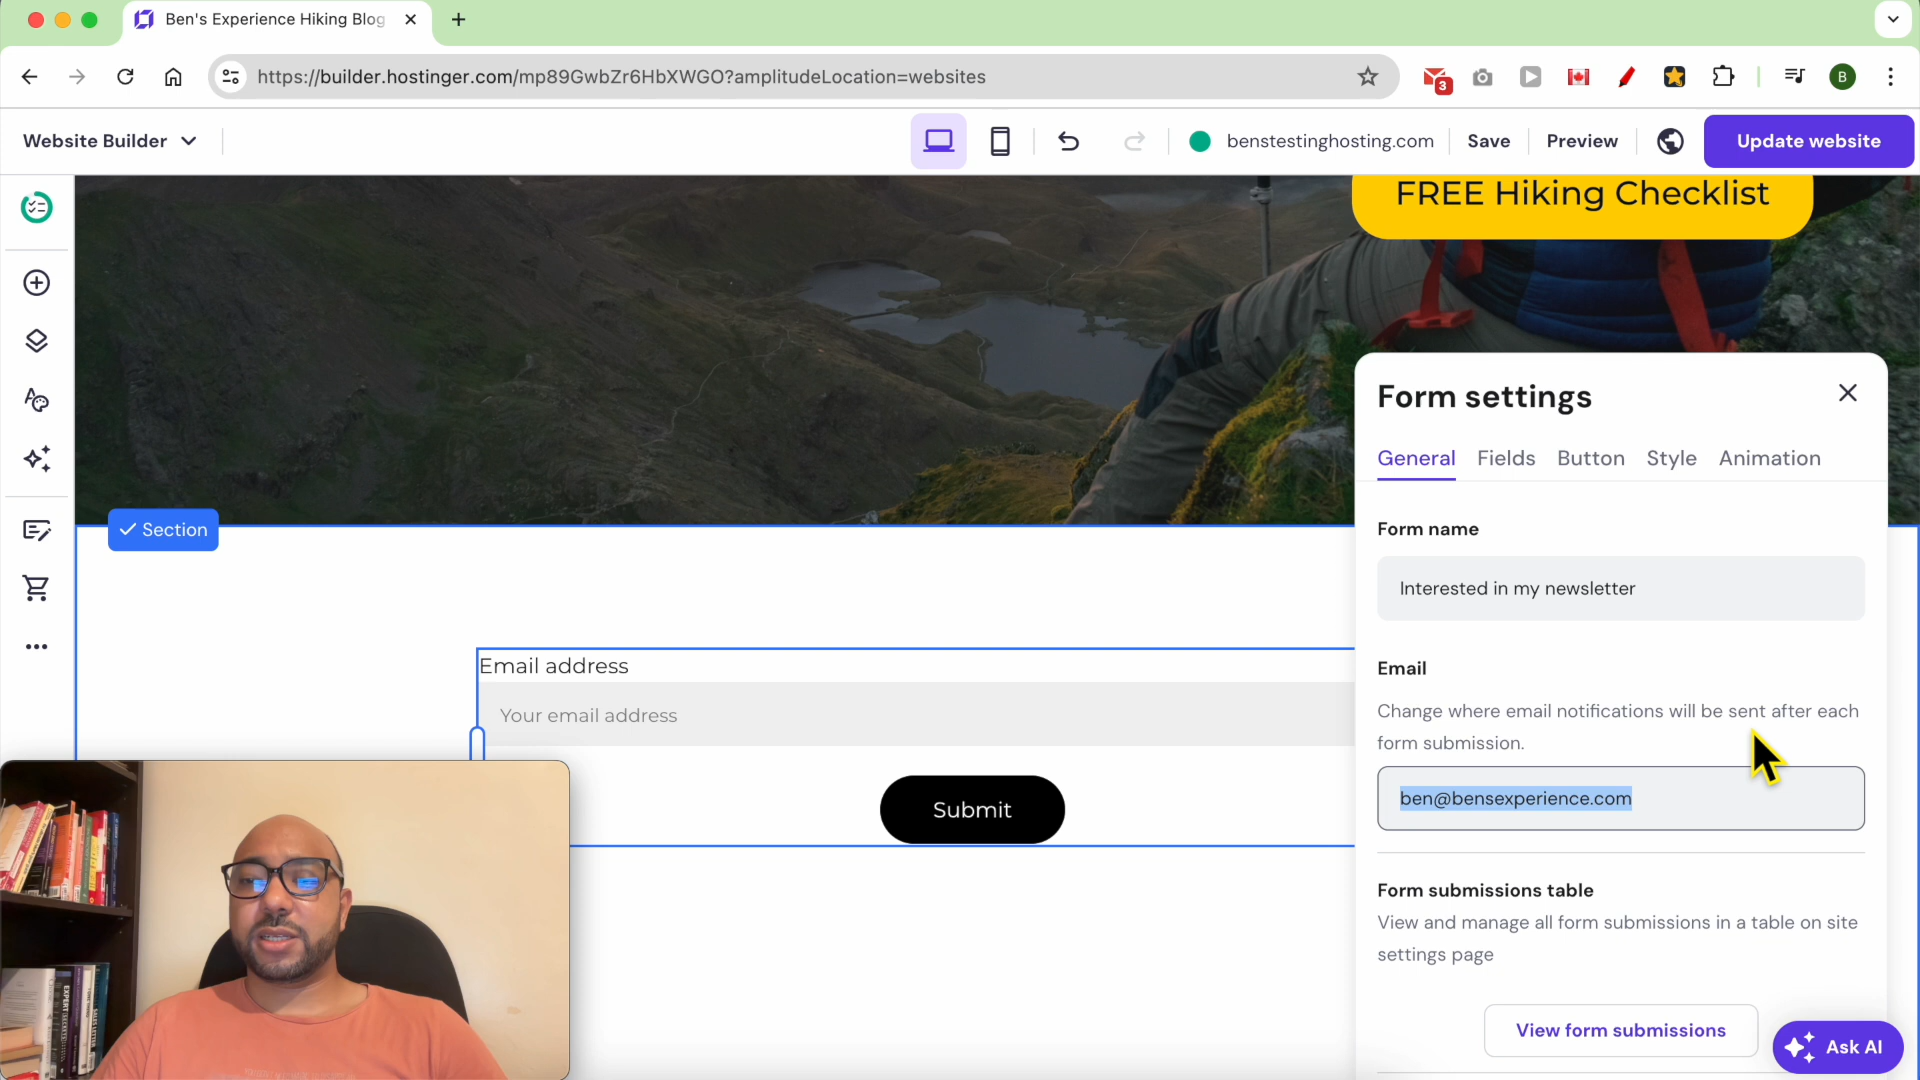 Ben's Experience Hiking Blog
https://builder.hostinger.com/mp89GwbZr6HbXWGO?amplitudeLocation=websites
3
B
Website Builder
benstestinghosting.com
Save
Preview
Update website
FREE Hiking Checklist
Form settings
General Fields Button Style Animation
Section
Form name
Interested in my newsletter
Email address
Your email address
Submit
Email
Change where email notifications will be sent after each
form submission.
ben@bensexperience.com
Form submissions table
View and manage all form submissions in a table on site
settings page
View form submissions
Ask AI
EXPERT SECRETS